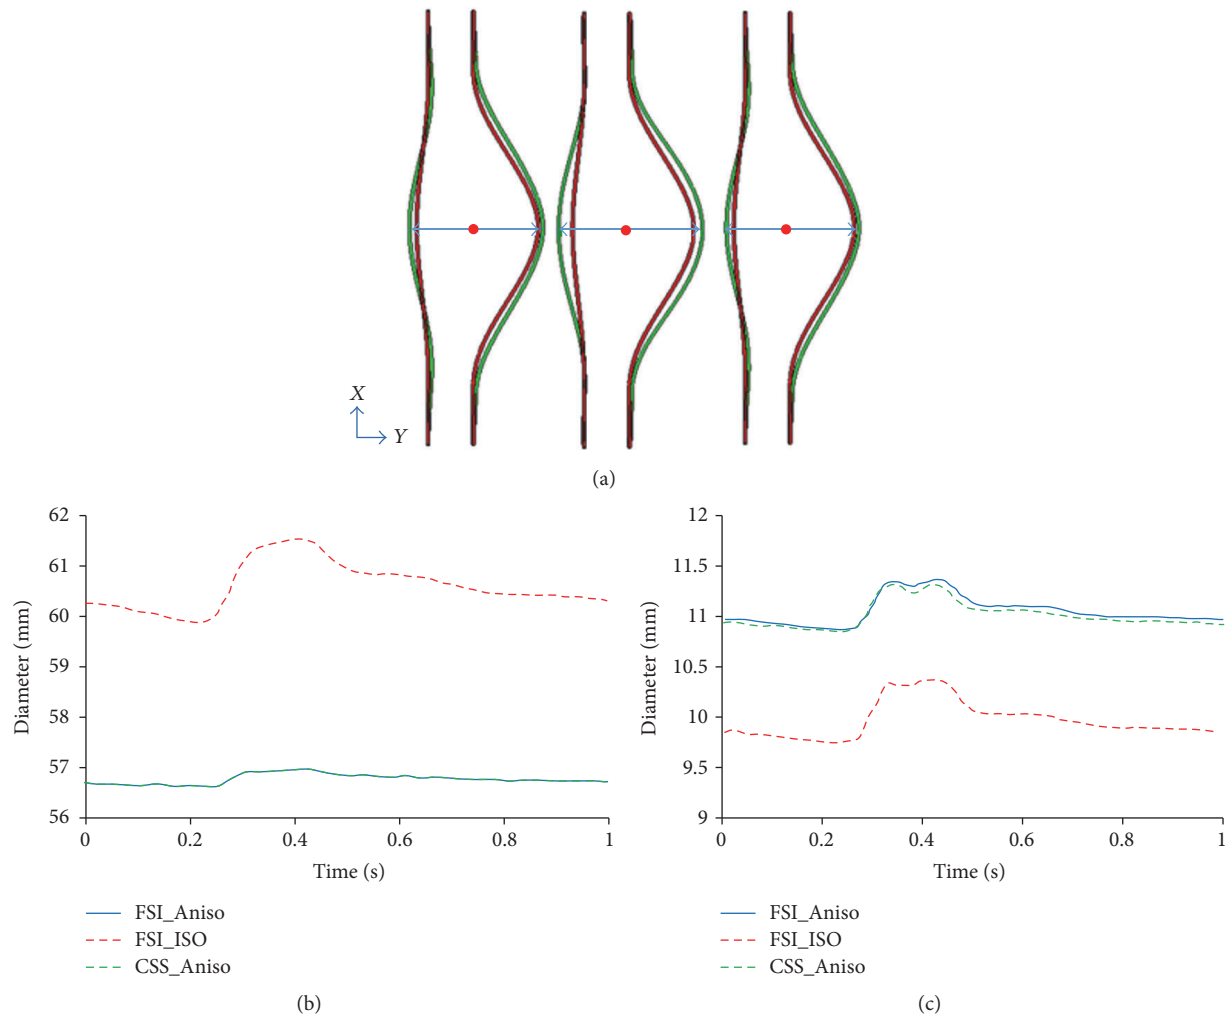 X
Y
(a)
62
61
60
59
58
57
56
Diameter (mm)
0
0.2
0.4
0.6
0.8
1
Time (s)
FSI_Aniso
FSI_ISO
CSS_Aniso
(b)
12
11.5
11
10.5
10
9.5
9
Diameter (mm)
0
0.2
0.4
0.6
0.8
1
Time (s)
FSI_Aniso
FSI_ISO
CSS_Aniso
(c)